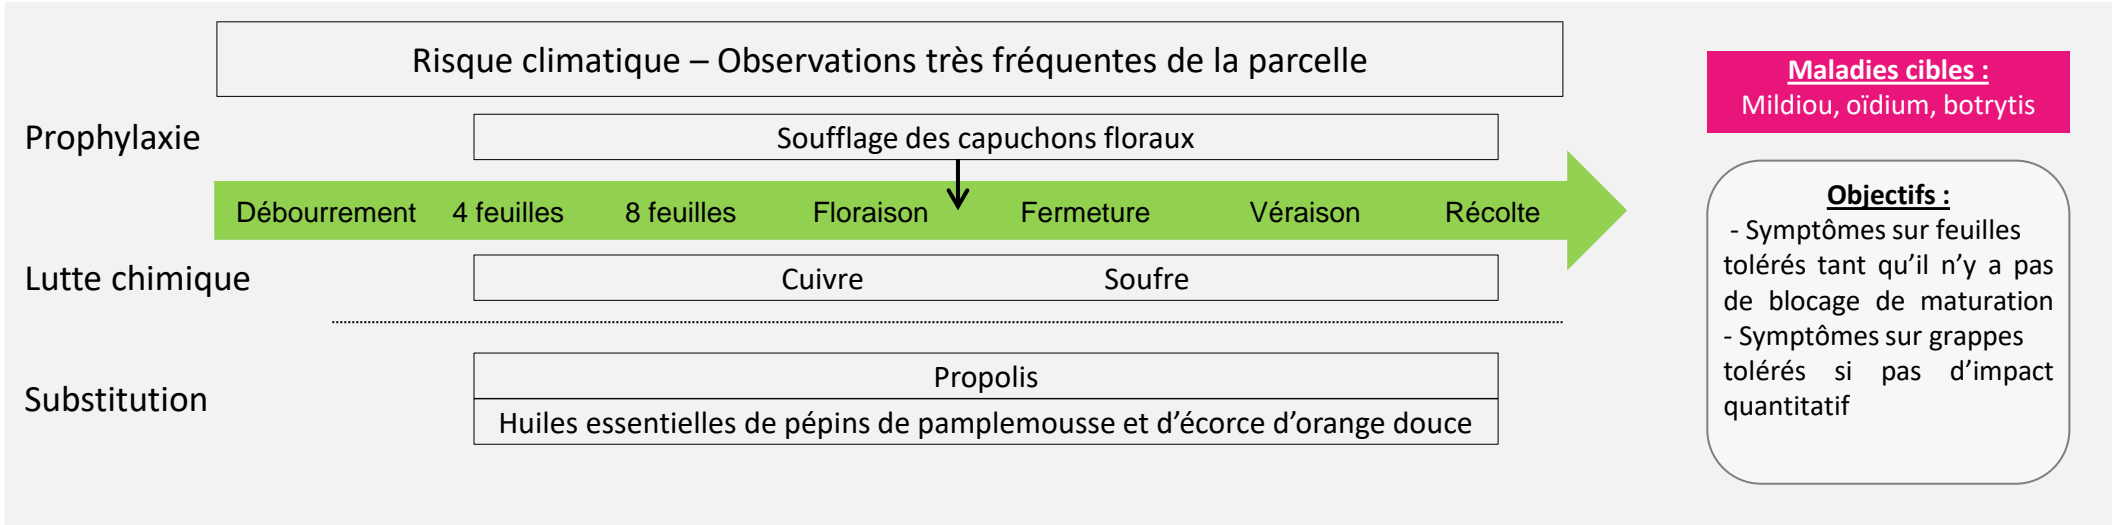 Risque climatique – Observations très fréquentes de la parcelle
Prophylaxie
Soufflage des capuchons floraux
Débourrement 4 feuilles 8 feuilles Floraison Fermeture Véraison Récolte
Lutte chimique
Cuivre Soufre
Substitution
Propolis
Huiles essentielles de pépins de pamplemousse et d’écorce d’orange douce
Maladies cibles :
Mildiou, oïdium, botrytis
Objectifs :
- Symptômes sur feuilles
tolérés tant qu’il n’y a pas
de blocage de maturation
- Symptômes sur grappes
tolérés si pas d’impact
quantitatif